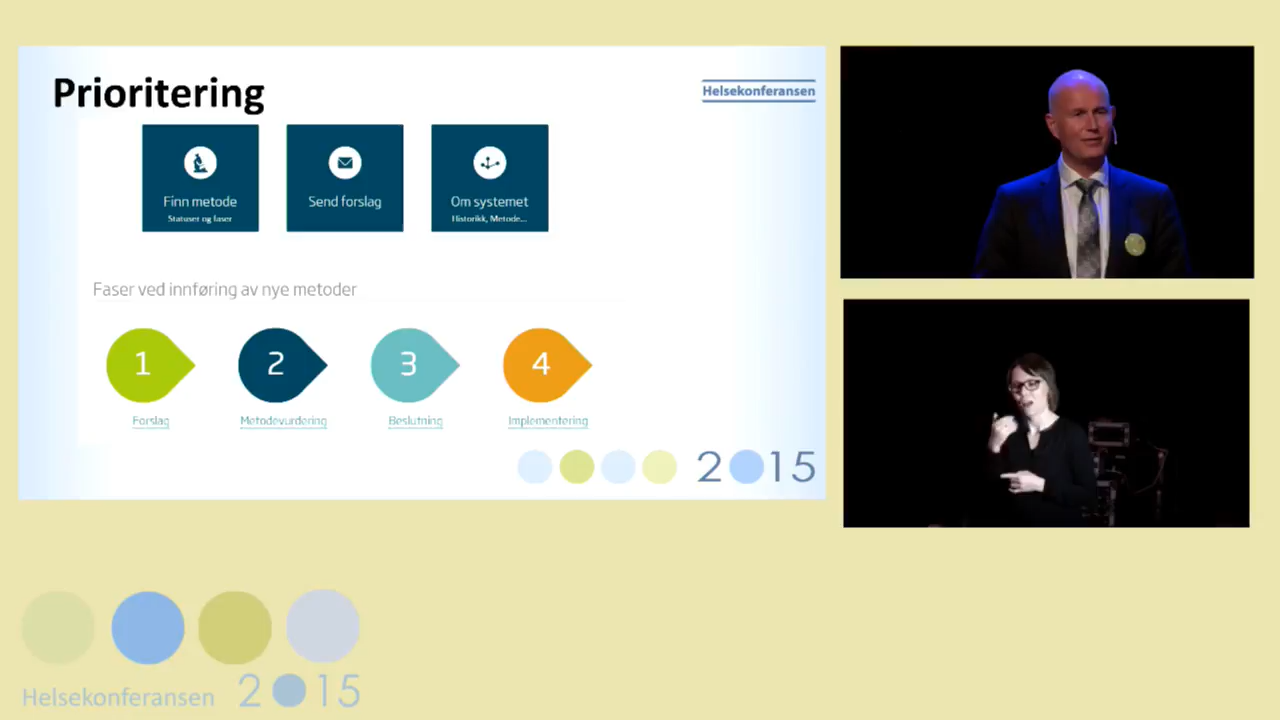 Prioritering
Helsekonferansen
Finn metode
Statuser og faser
Send forslag
Om systemet
Historikk, Metode...
Faser ved innføring av nye metoder
1
2
3
4
Forslag
Metodevurdering
Beslutning
Implementering
2015
Helsekonferansen 2015